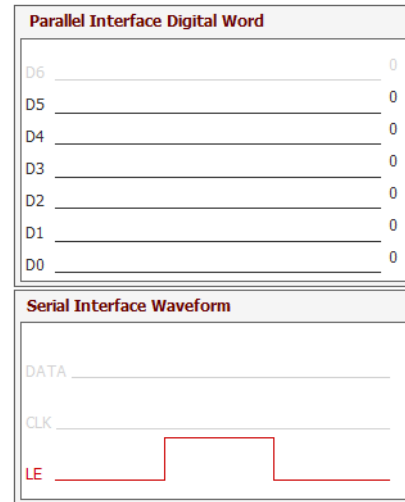 Parallel Interface Digital Word
D6 0
D5 0
D4 0
D3 0
D2 0
D1 0
D0 0
Serial Interface Waveform
DATA
CLK
LE